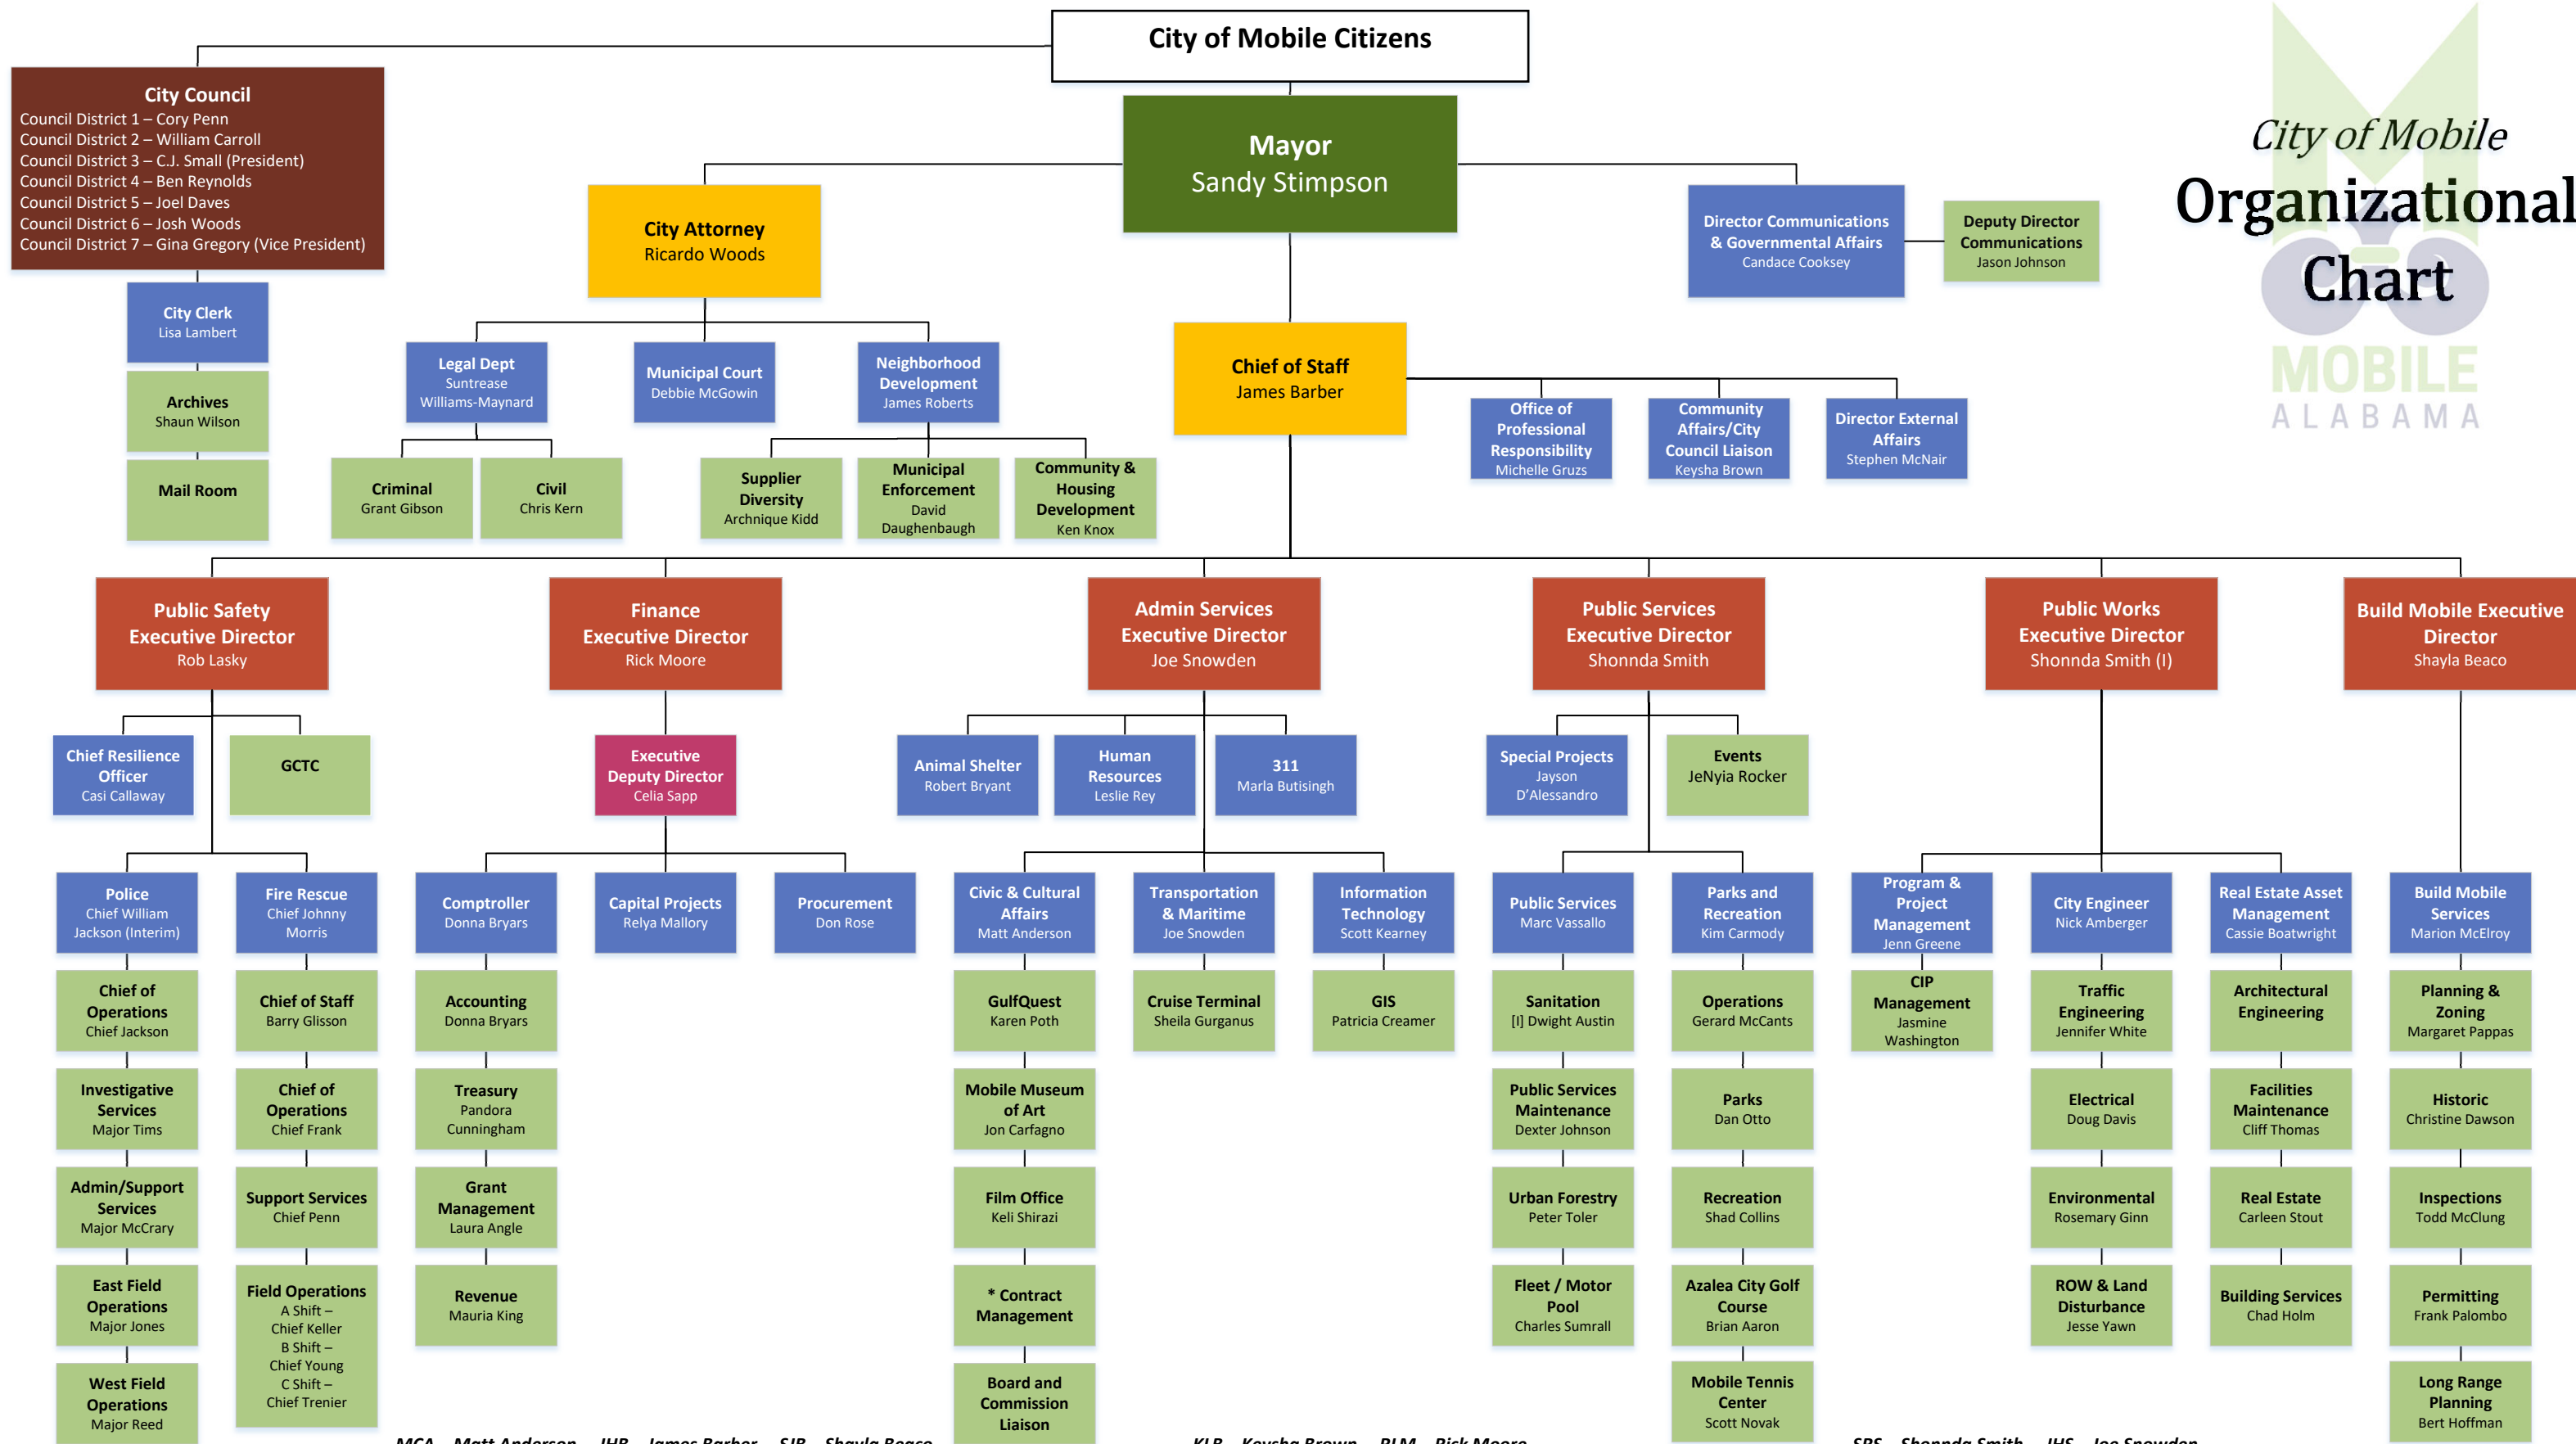 City of Mobile Citizens
City Council
Council District 1 – Cory Penn
Council District 2 – William Carroll
Council District 3 – C.J. Small (President)
Council District 4 – Ben Reynolds
Council District 5 – Joel Daves
Council District 6 – Josh Woods
Council District 7 – Gina Gregory (Vice President)
Mayor
Sandy Stimpson
City of Mobile
Organizational
Chart
MOBILE
ALABAMA
City Attorney
Ricardo Woods
Director Communications
& Governmental Affairs
Candace Cooksey
Deputy Director
Communications
Jason Johnson
City Clerk
Lisa Lambert
Archives
Shaun Wilson
Mail Room
Legal Dept
Suntrease
Williams-Maynard
Municipal Court
Debbie McGowin
Neighborhood
Development
James Roberts
Chief of Staff
James Barber
Office of
Professional
Responsibility
Michelle Gruzs
Community
Affairs/City
Council Liaison
Keysha Brown
Director External
Affairs
Stephen McNair
Criminal
Grant Gibson
Civil
Chris Kern
Supplier
Diversity
Archnique Kidd
Municipal
Enforcement
David
Daughenbaugh
Community &
Housing
Development
Ken Knox
Public Safety
Executive Director
Rob Lasky
Finance
Executive Director
Rick Moore
Admin Services
Executive Director
Joe Snowden
Public Services
Executive Director
Shonnda Smith
Public Works
Executive Director
Shonnda Smith (I)
Build Mobile Executive
Director
Shayla Beaco
Chief Resilience
Officer
Casi Callaway
GCTC
Executive
Deputy Director
Celia Sapp
Animal Shelter
Robert Bryant
Human
Resources
Leslie Rey
311
Marla Butisingh
Special Projects
Jayson
D’Alessandro
Events
JeNyia Rocker
Police
Chief William
Jackson (Interim)
Fire Rescue
Chief Johnny
Morris
Comptroller
Donna Bryars
Capital Projects
Relya Mallory
Procurement
Don Rose
Civic & Cultural
Affairs
Matt Anderson
Transportation
& Maritime
Joe Snowden
Information
Technology
Scott Kearney
Public Services
Marc Vassallo
Parks and
Recreation
Kim Carmody
Program &
Project
Management
Jenn Greene
City Engineer
Nick Amberger
Real Estate Asset
Management
Cassie Boatwright
Build Mobile
Services
Marion McElroy
Chief of
Operations
Chief Jackson
Chief of Staff
Barry Glisson
Accounting
Donna Bryars
GulfQuest
Karen Poth
Cruise Terminal
Sheila Gurganus
GIS
Patricia Creamer
Sanitation
[I] Dwight Austin
Operations
Gerard McCants
CIP
Management
Jasmine
Washington
Traffic
Engineering
Jennifer White
Architectural
Engineering
Planning &
Zoning
Margaret Pappas
Investigative
Services
Major Tims
Chief of
Operations
Chief Frank
Treasury
Pandora
Cunningham
Mobile Museum
of Art
Jon Carfagno
Public Services
Maintenance
Dexter Johnson
Parks
Dan Otto
Electrical
Doug Davis
Facilities
Maintenance
Cliff Thomas
Historic
Christine Dawson
Admin/Support
Services
Major McCrary
Support Services
Chief Penn
Grant
Management
Laura Angle
Film Office
Keli Shirazi
Urban Forestry
Peter Toler
Recreation
Shad Collins
Environmental
Rosemary Ginn
Real Estate
Carleen Stout
Inspections
Todd McClung
East Field
Operations
Major Jones
Field Operations
A Shift –
Chief Keller
B Shift –
Chief Young
C Shift –
Chief Trenier
Revenue
Mauria King
* Contract
Management
Fleet / Motor
Pool
Charles Sumrall
Azalea City Golf
Course
Brian Aaron
ROW & Land
Disturbance
Jesse Yawn
Building Services
Chad Holm
Permitting
Frank Palombo
West Field
Operations
Major Reed
Board and
Commission
Liaison
Mobile Tennis
Center
Scott Novak
Long Range
Planning
Bert Hoffman
MCA – Matt Anderson JHB – James Barber SJB – Shayla Beaco
KLB – Keysha Brown RLM – Rick Moore
SRS – Shonnda Smith JHS – Joe Snowden